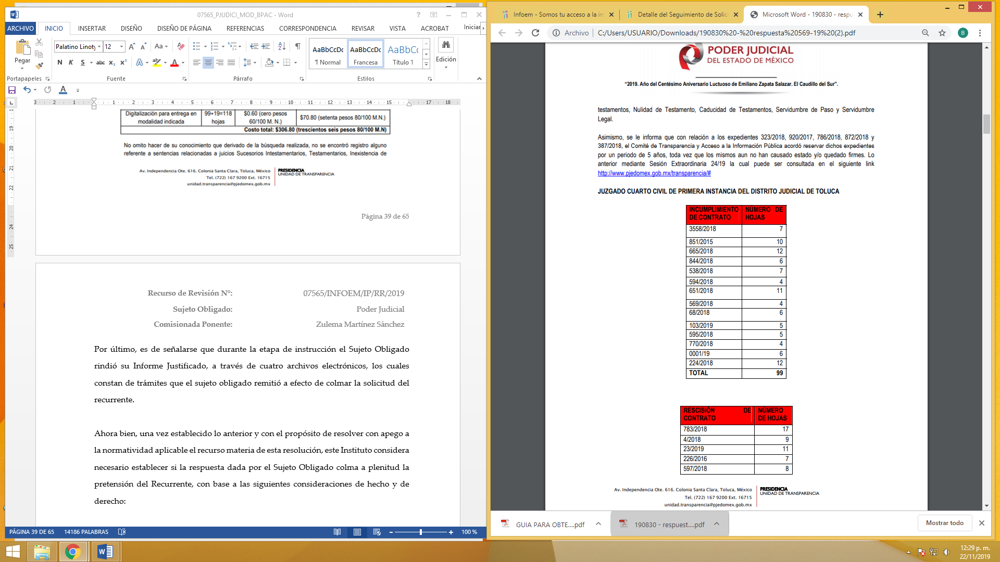 07565_PJUDICI_MOD_BPAC - Word
ARCHIVO INICIO INSERTAR DISEÑO DISEÑO DE PÁGINA REFERENCIAS CORRESPONDENCIA REVISAR VISTA ACROBAT Iniciar
Pegar
Palatino Linoty 12
N K S abc x₂ x²
AaBbCcDc AaBbCcDc AaBbCc
¶ Normal Francesa Título 1
Edición
Portapapeles Fuente Párrafo Estilos
3 2 1 1 2 3 4 5 6 7 8 9 10 11 12 13 14 15 17 18
Digitalización para entrega en modalidad indicada
99+19=118 hojas
$0.60 (cero pesos 60/100 M. N.)
$70.80 (setenta pesos 80/100 M.N.)
Costo total: $306.80 (trescientos seis pesos 80/100 M.N)
No omito hacer de su conocimiento que derivado de la búsqueda realizada, no se encontró registro alguno
referente a sentencias relacionadas a juicios Sucesorios Intestamentarios, Testamentarios, Inexistencia de
Av. Independencia Ote. 616. Colonia Santa Clara, Toluca, México
Tel. (722) 167 9200 Ext. 16715
unidad.transparencia@pjedomex.gob.mx
PRESIDENCIA
UNIDAD DE TRANSPARENCIA
Página 39 de 65
Recurso de Revisión N°: 07565/INFOEM/IP/RR/2019
Sujeto Obligado: Poder Judicial
Comisionada Ponente: Zulema Martínez Sánchez
Por último, es de señalarse que durante la etapa de instrucción el Sujeto Obligado
rindió su Informe Justificado, a través de cuatro archivos electrónicos, los cuales
constan de trámites que el sujeto obligado remitió a efecto de colmar la solicitud del
recurrente.
Ahora bien, una vez establecido lo anterior y con el propósito de resolver con apego a
la normatividad aplicable el recurso materia de esta resolución, este Instituto considera
necesario establecer si la respuesta dada por el Sujeto Obligado colma a plenitud la
pretensión del Recurrente, con base a las siguientes consideraciones de hecho y de
derecho:
PÁGINA 39 DE 65 14186 PALABRAS 100 %
Infoem - Somos tu acceso a la in
Detalle del Seguimiento de Solic
Microsoft Word - 190830 - respu
Archivo C:/Users/USUARIO/Downloads/190830%20-%20respuesta%20569-19%20(2).pdf
B
PODER JUDICIAL
DEL ESTADO DE MÉXICO
“2019. Año del Centésimo Aniversario Luctuoso de Emiliano Zapata Salazar. El Caudillo del Sur”.
testamentos, Nulidad de Testamento, Caducidad de Testamentos, Servidumbre de Paso y Servidumbre
Legal.
Asimismo, se le informa que con relación a los expedientes 323/2018, 920/2017, 786/2018, 872/2018 y
387/2018, el Comité de Transparencia y Acceso a la Información Pública acordó reservar dichos expedientes
por un periodo de 5 años, toda vez que los mismos aun no han causado estado y/o quedado firmes. Lo
anterior mediante Sesión Extraordinaria 24/19 la cual puede ser consultada en el siguiente link
http://www.pjedomex.gob.mx/transparencia/#
JUZGADO CUARTO CIVIL DE PRIMERA INSTANCIA DEL DISTRITO JUDICIAL DE TOLUCA
INCUMPLIMIENTO DE CONTRATO NÚMERO DE HOJAS
3558/2018 7
851/2015 10
665/2018 12
844/2018 6
538/2018 7
594/2018 4
651/2018 11
569/2018 4
68/2018 6
103/2019 5
595/2018 5
770/2018 4
0001/19 6
224/2018 12
TOTAL 99
RESCISIÓN DE CONTRATO NÚMERO DE HOJAS
783/2018 17
4/2018 9
23/2019 11
226/2016 7
597/2018 8
Av. Independencia Ote. 616. Colonia Santa Clara, Toluca, México
Tel. (722) 167 9200 Ext. 16715
unidad.transparencia@pjedomex.gob.mx
PRESIDENCIA
UNIDAD DE TRANSPARENCIA
GUIA PARA OBTE....pdf
190830 - respuest....pdf
Mostrar todo
12:29 p. m.
22/11/2019